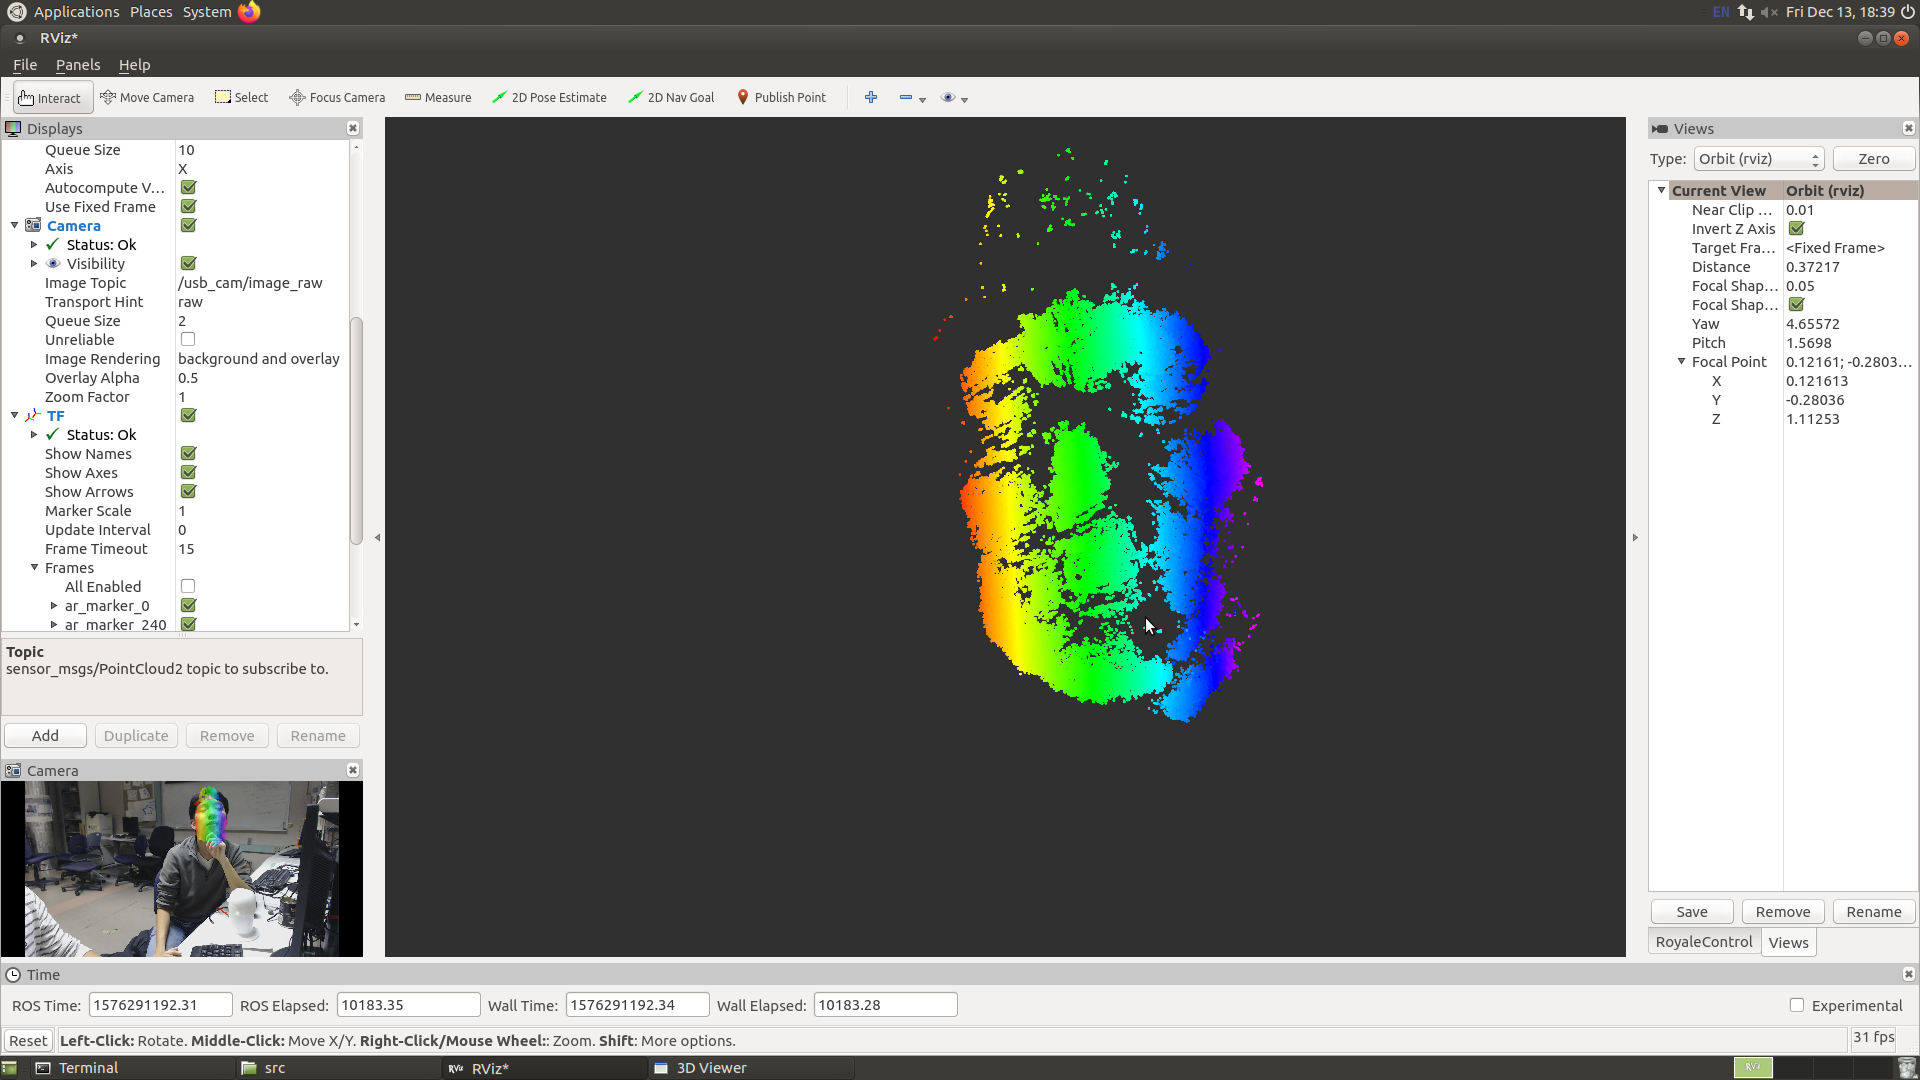 Applications Places System EN Fri Dec 13, 18:39
RViz*
File Panels Help
Interact Move Camera Select Focus Camera Measure 2D Pose Estimate 2D Nav Goal Publish Point
Displays
Queue Size 10
Axis X
Autocompute V...
Use Fixed Frame
Camera
Status: Ok
Visibility
Image Topic /usb_cam/image_raw
Transport Hint raw
Queue Size 2
Unreliable
Image Rendering background and overlay
Overlay Alpha 0.5
Zoom Factor 1
TF
Status: Ok
Show Names
Show Axes
Show Arrows
Marker Scale 1
Update Interval 0
Frame Timeout 15
Frames
All Enabled
ar_marker_0
ar_marker_240
Topic
sensor_msgs/PointCloud2 topic to subscribe to.
Add Duplicate Remove Rename
Camera
Views
Type: Orbit (rviz) Zero
Current View Orbit (rviz)
Near Clip ... 0.01
Invert Z Axis
Target Fra... <Fixed Frame>
Distance 0.37217
Focal Shap... 0.05
Focal Shap...
Yaw 4.65572
Pitch 1.5698
Focal Point 0.12161; -0.2803...
X 0.121613
Y -0.28036
Z 1.11253
Save Remove Rename
RoyaleControl Views
Time
ROS Time: 1576291192.31 ROS Elapsed: 10183.35 Wall Time: 1576291192.34 Wall Elapsed: 10183.28 Experimental
Reset Left-Click: Rotate. Middle-Click: Move X/Y. Right-Click/Mouse Wheel:: Zoom. Shift: More options. 31 fps
Terminal src RViz RViz* 3D Viewer RViz